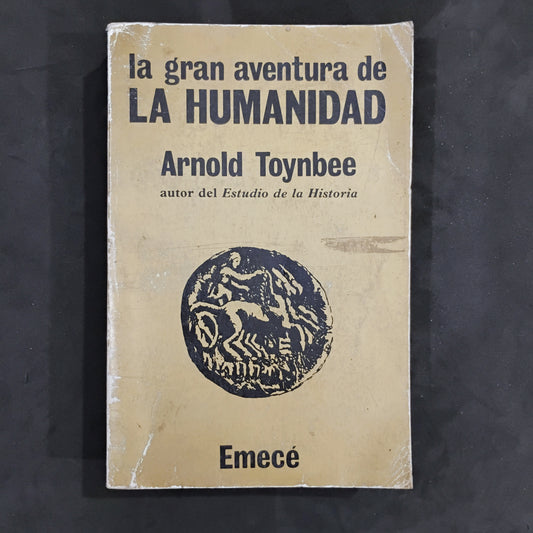 la gran aventura de
LA HUMANIDAD
Arnold Toynbee
autor del Estudio de la Historia
Emecé